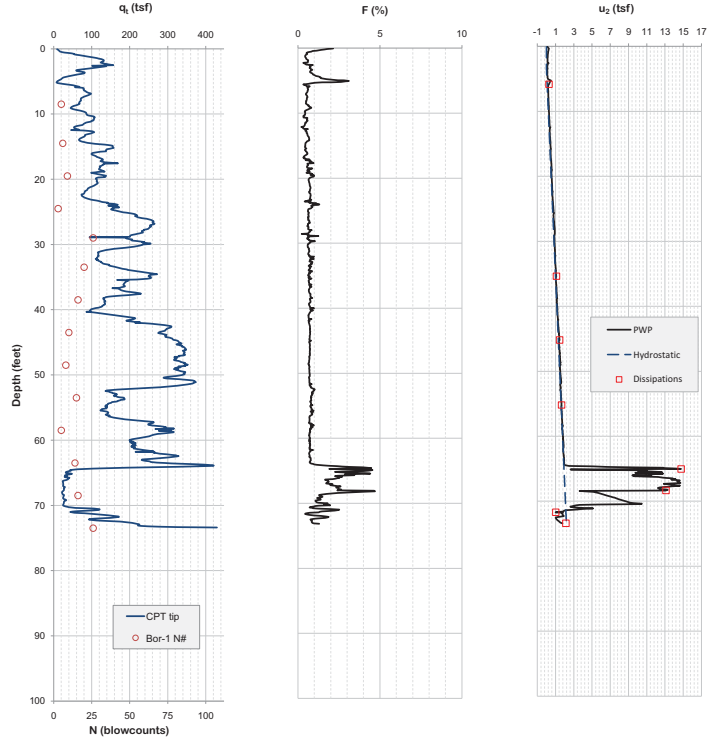 qt (tsf)
F (%)
u2 (tsf)
0 100 200 300 400
0 5 10
-1 1 3 5 7 9 11 13 15 17
Depth (feet)
0
10
20
30
40
50
60
70
80
90
100
PWP
Hydrostatic
Dissipations
CPT tip
Bor-1 N#
0 25 50 75 100
N (blowcounts)